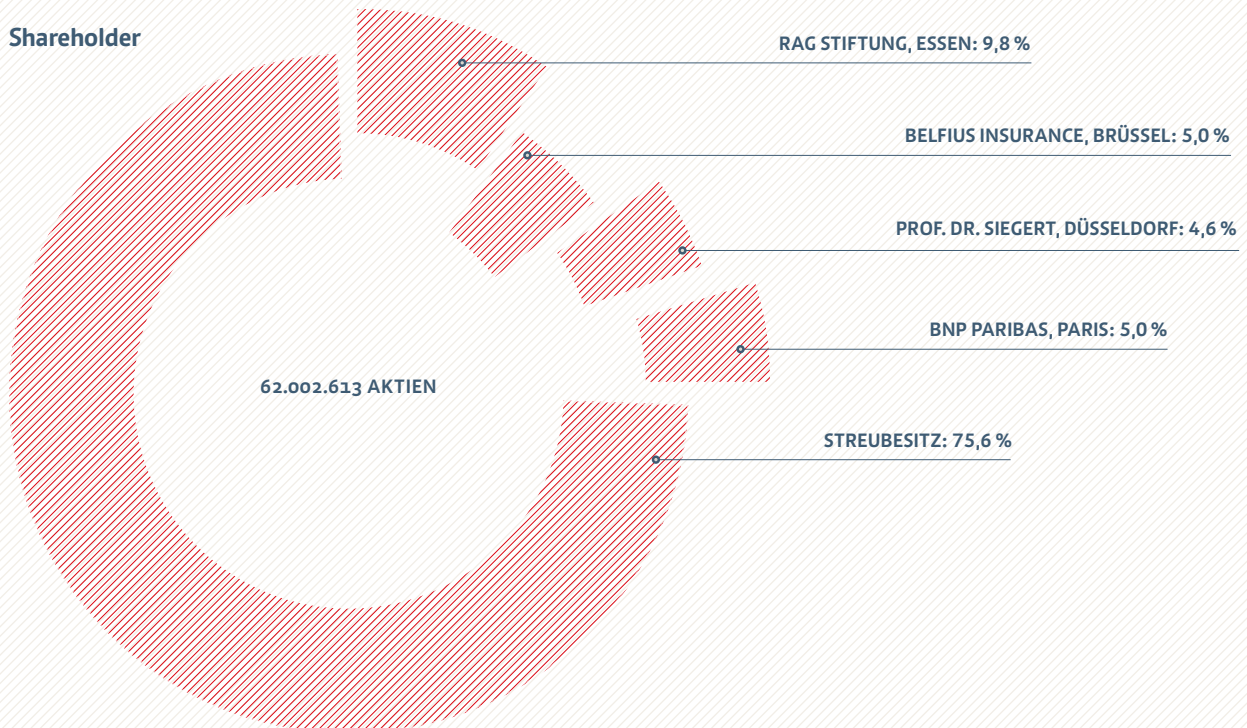 Shareholder
RAG STIFTUNG, ESSEN: 9,8 %
BELFIUS INSURANCE, BRÜSSEL: 5,0 %
PROF. DR. SIEGERT, DÜSSELDORF: 4,6 %
BNP PARIBAS, PARIS: 5,0 %
62.002.613 AKTIEN
STREUBESITZ: 75,6 %